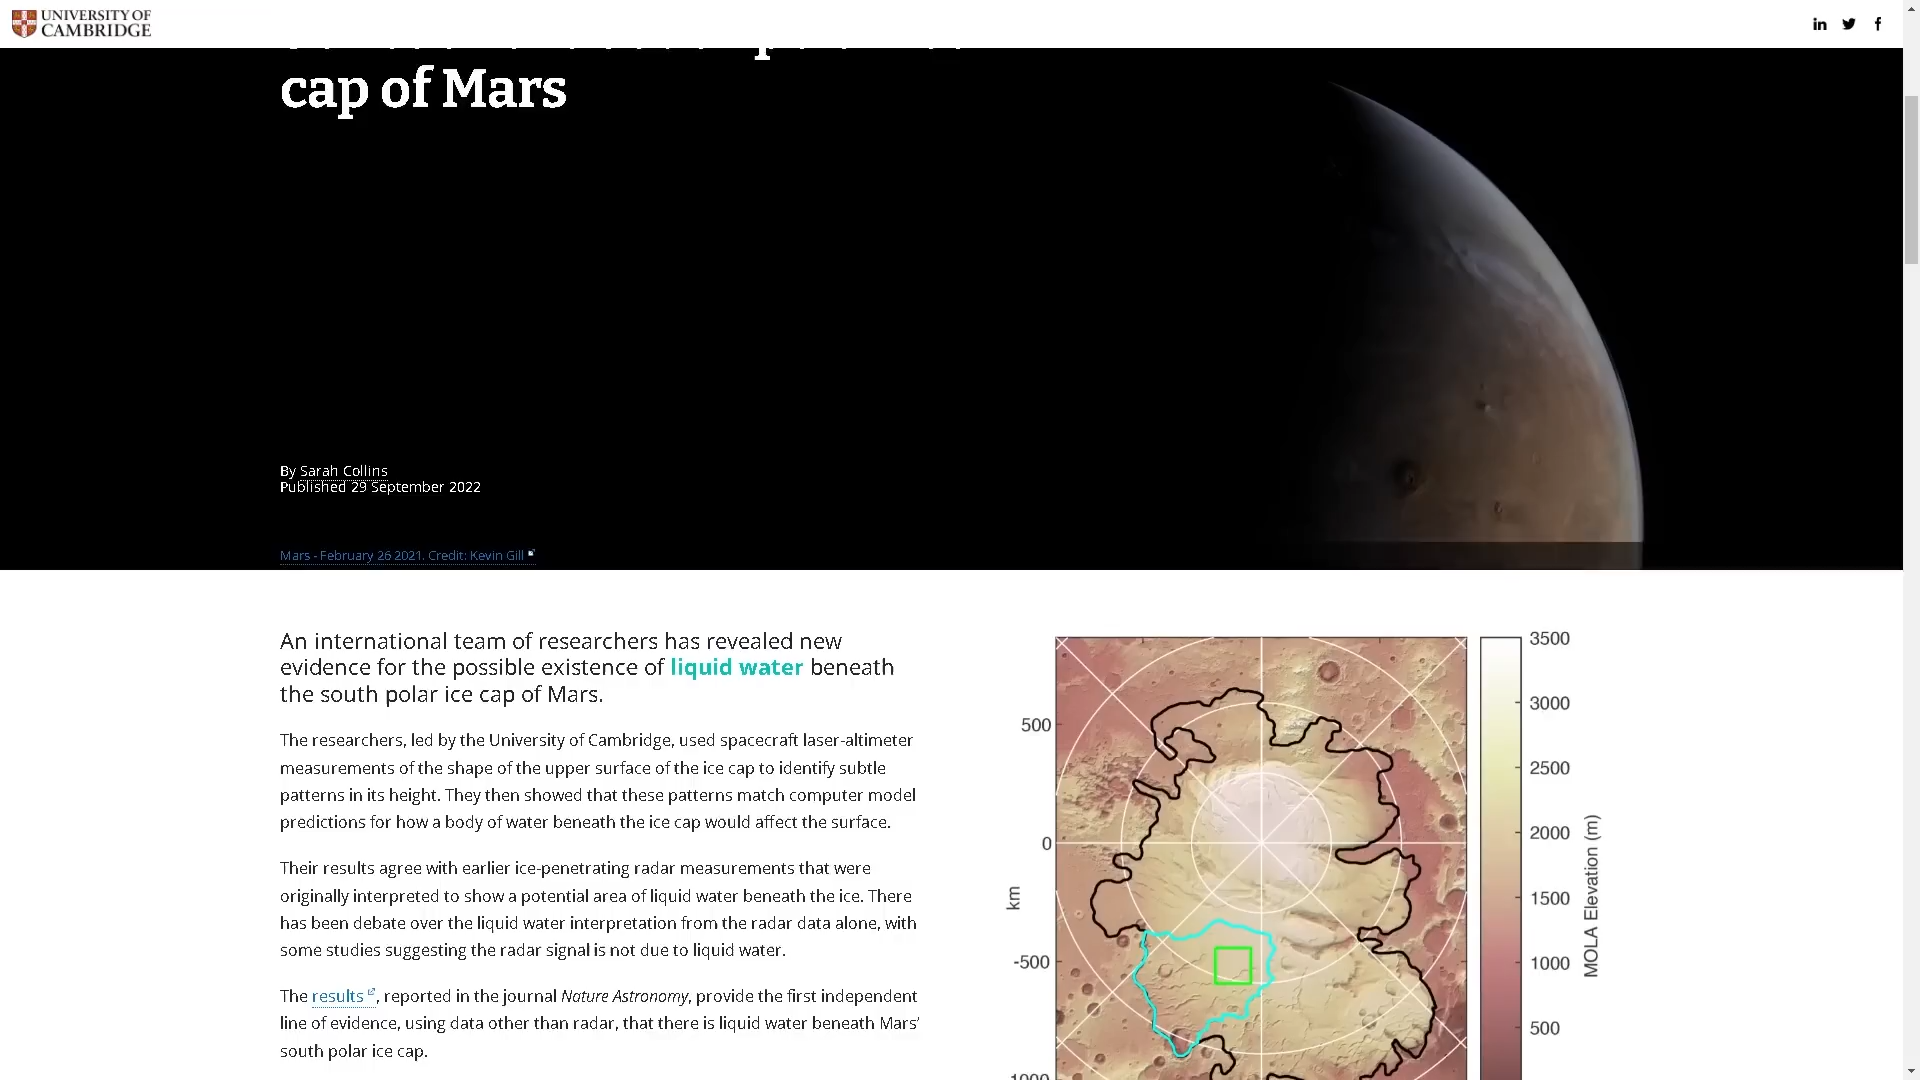 UNIVERSITY OF
CAMBRIDGE
cap of Mars
By Sarah Collins
Published 29 September 2022
Mars - February 26 2021. Credit: Kevin Gill
An international team of researchers has revealed new
evidence for the possible existence of liquid water beneath
the south polar ice cap of Mars.
The researchers, led by the University of Cambridge, used spacecraft laser-altimeter
measurements of the shape of the upper surface of the ice cap to identify subtle
patterns in its height. They then showed that these patterns match computer model
predictions for how a body of water beneath the ice cap would affect the surface.
Their results agree with earlier ice-penetrating radar measurements that were
originally interpreted to show a potential area of liquid water beneath the ice. There
has been debate over the liquid water interpretation from the radar data alone, with
some studies suggesting the radar signal is not due to liquid water.
The results, reported in the journal Nature Astronomy, provide the first independent
line of evidence, using data other than radar, that there is liquid water beneath Mars’
south polar ice cap.
500
0
-500
km
3500
3000
2500
2000
1500
1000
500
MOLA Elevation (m)